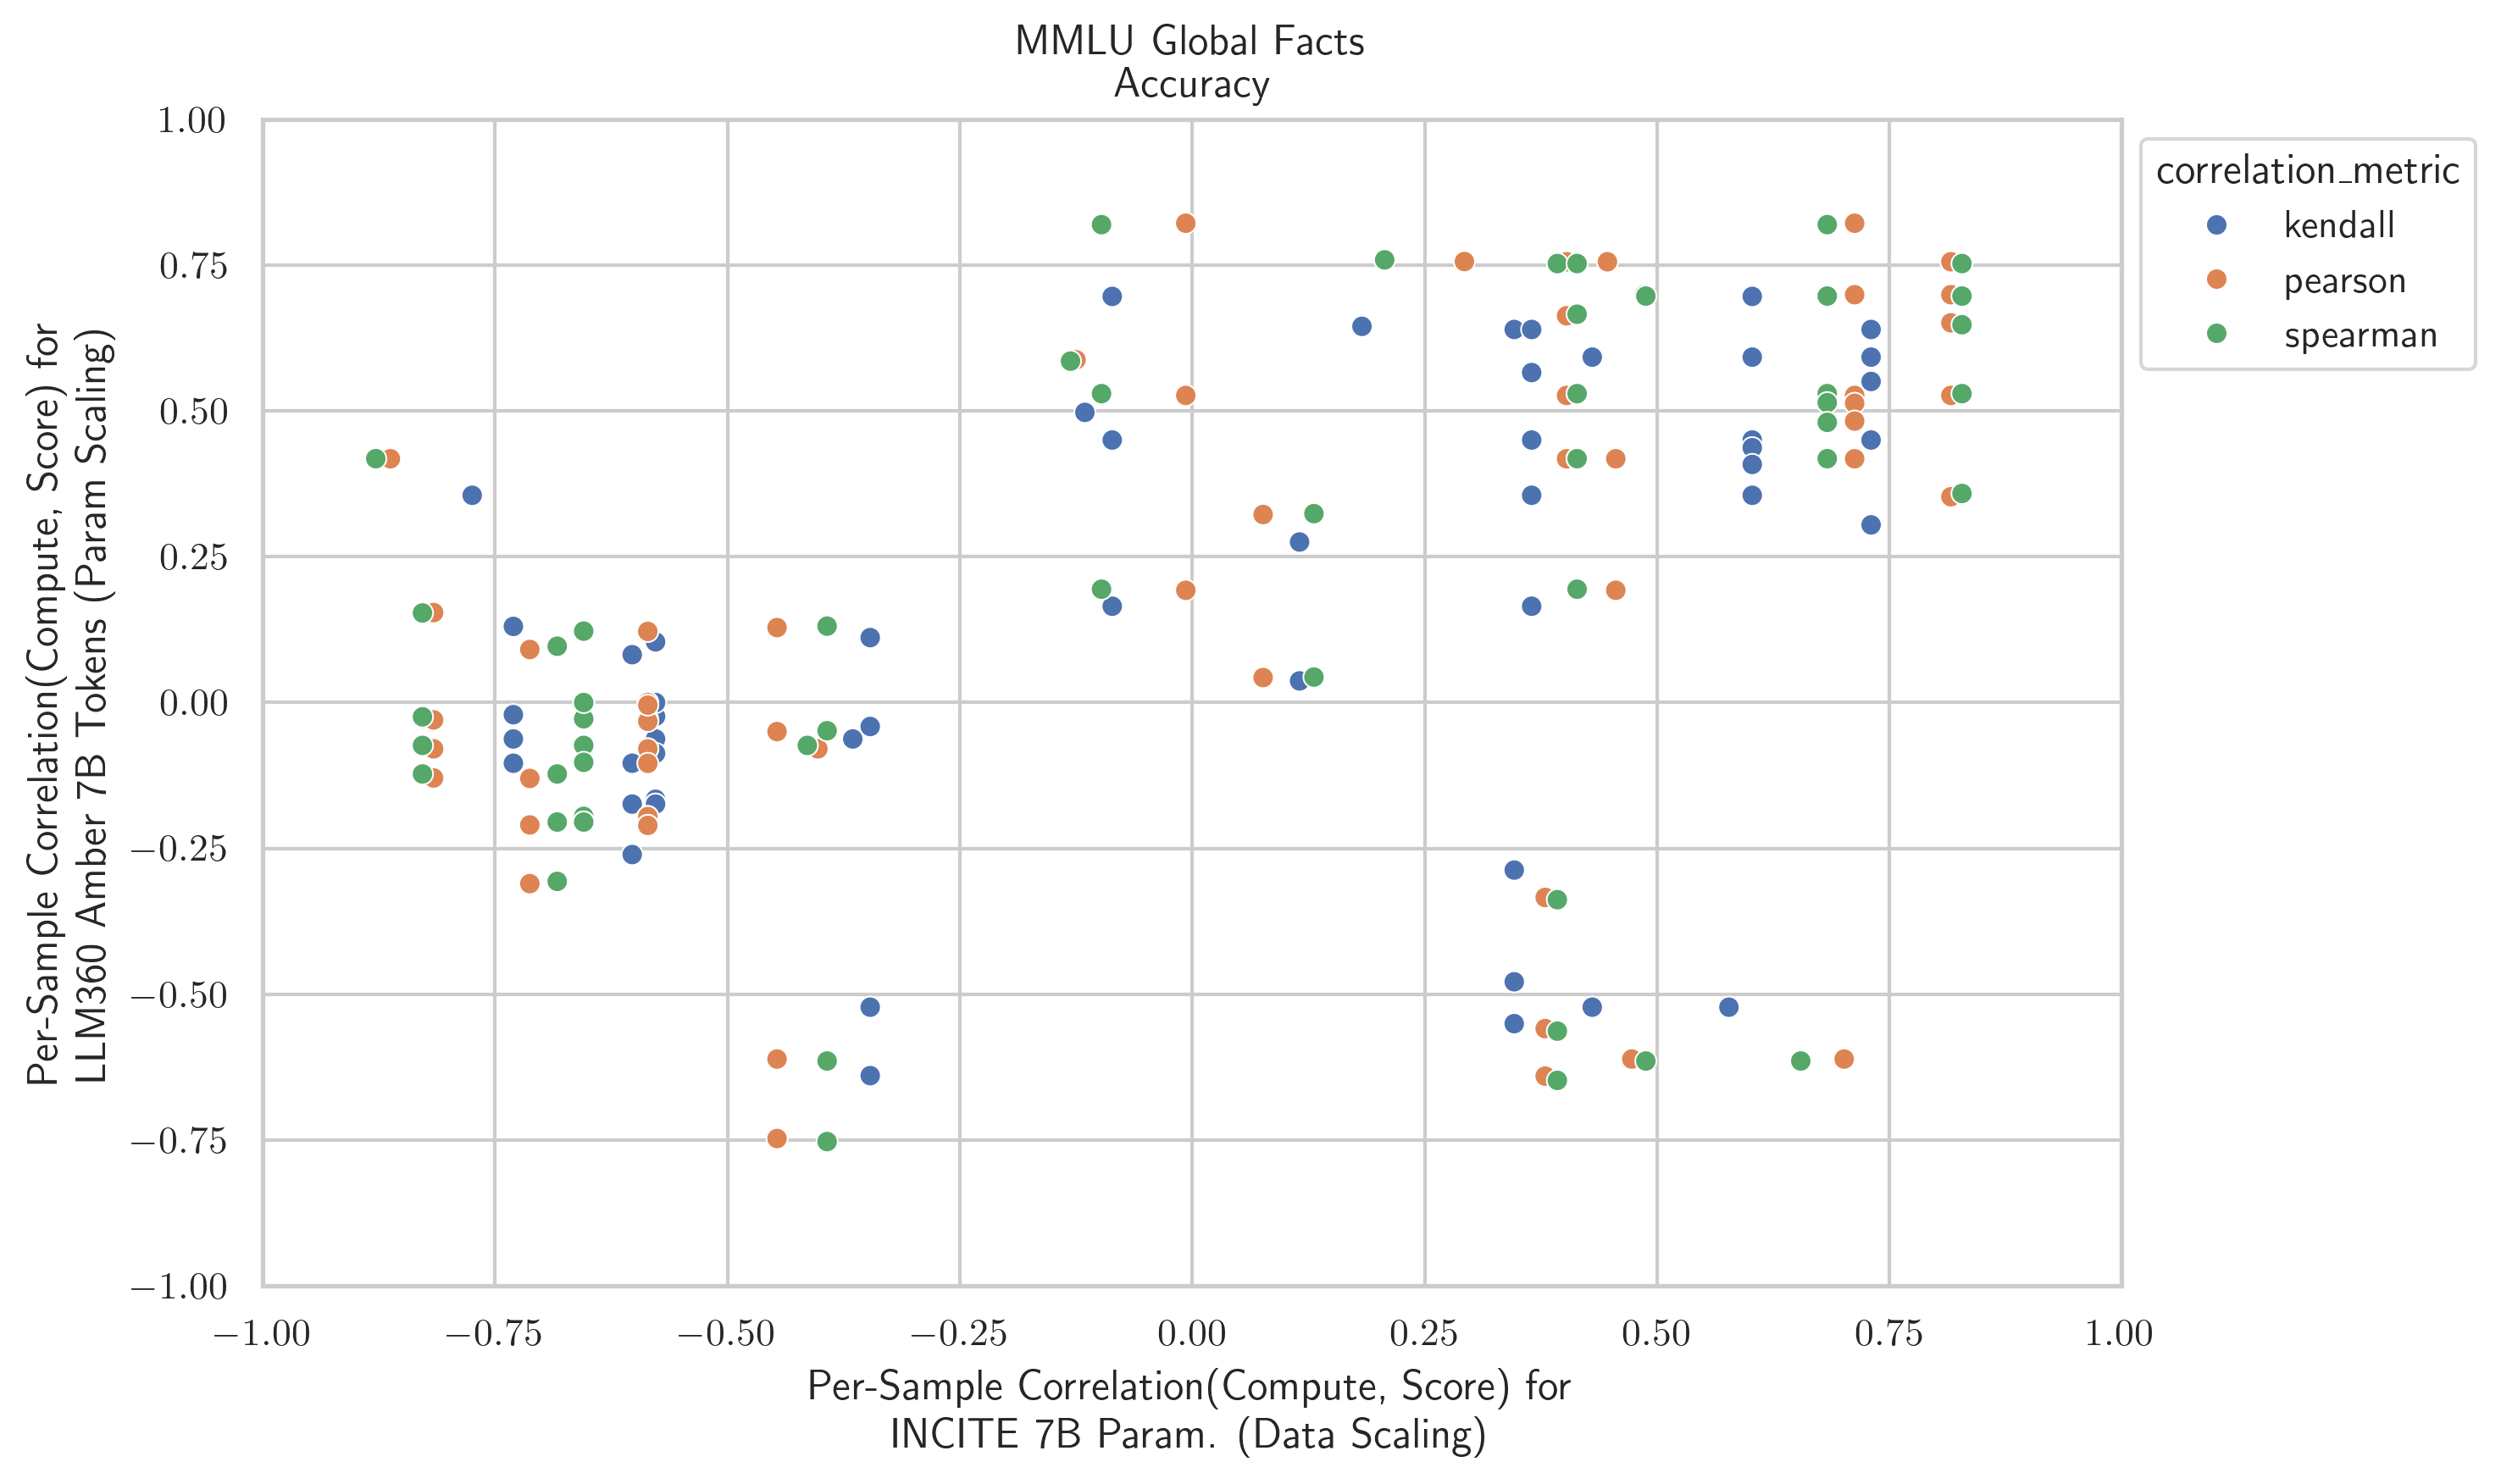 MMLU Global Facts
Accuracy
1.00
0.75
0.50
0.25
0.00
−0.25
−0.50
−0.75
−1.00
Per-Sample Correlation(Compute, Score) for
LLM360 Amber 7B Tokens (Param Scaling)
correlation_metric
kendall
pearson
spearman
−1.00 −0.75 −0.50 −0.25 0.00 0.25 0.50 0.75 1.00
Per-Sample Correlation(Compute, Score) for
INCITE 7B Param. (Data Scaling)